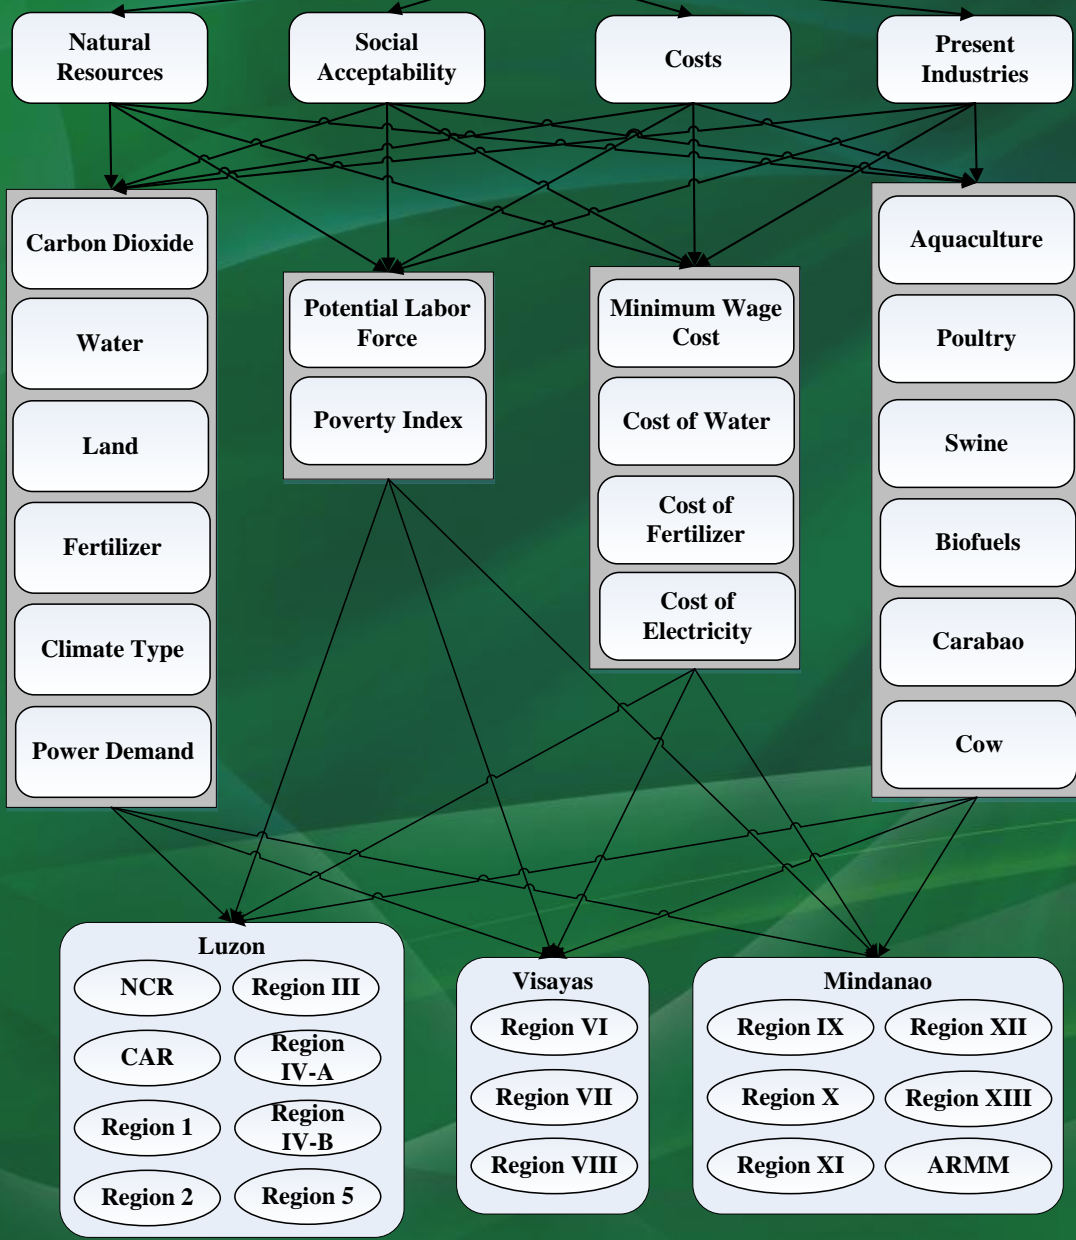 Natural
Resources
Social
Acceptability
Costs
Present
Industries
Carbon Dioxide
Water
Land
Fertilizer
Climate Type
Power Demand
Potential Labor
Force
Poverty Index
Minimum Wage
Cost
Cost of Water
Cost of
Fertilizer
Cost of
Electricity
Aquaculture
Poultry
Swine
Biofuels
Carabao
Cow
Luzon
NCR
Region III
CAR
Region
IV-A
Region 1
Region
IV-B
Region 2
Region 5
Visayas
Region VI
Region VII
Region VIII
Mindanao
Region IX
Region XII
Region X
Region XIII
Region XI
ARMM